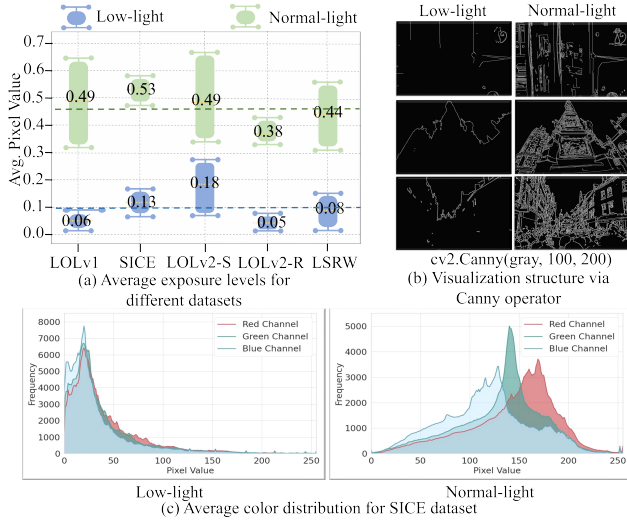 Low-light Normal-light
Avg. Pixel Value
0.7
0.6
0.5
0.4
0.3
0.2
0.1
0.0
0.49 0.53 0.49 0.38 0.44
0.06 0.13 0.18 0.05 0.08
LOLv1 SICE LOLv2-S LOLv2-R LSRW
(a) Average exposure levels for
different datasets
Low-light Normal-light
cv2.Canny(gray, 100, 200)
(b) Visualization structure via
Canny operator
Frequency
8000
7000
6000
5000
4000
3000
2000
1000
0
Red Channel
Green Channel
Blue Channel
0 50 100 150 200 250
Pixel Value
Low-light
Frequency
5000
4000
3000
2000
1000
0
Red Channel
Green Channel
Blue Channel
0 50 100 150 200 250
Pixel Value
Normal-light
(c) Average color distribution for SICE dataset